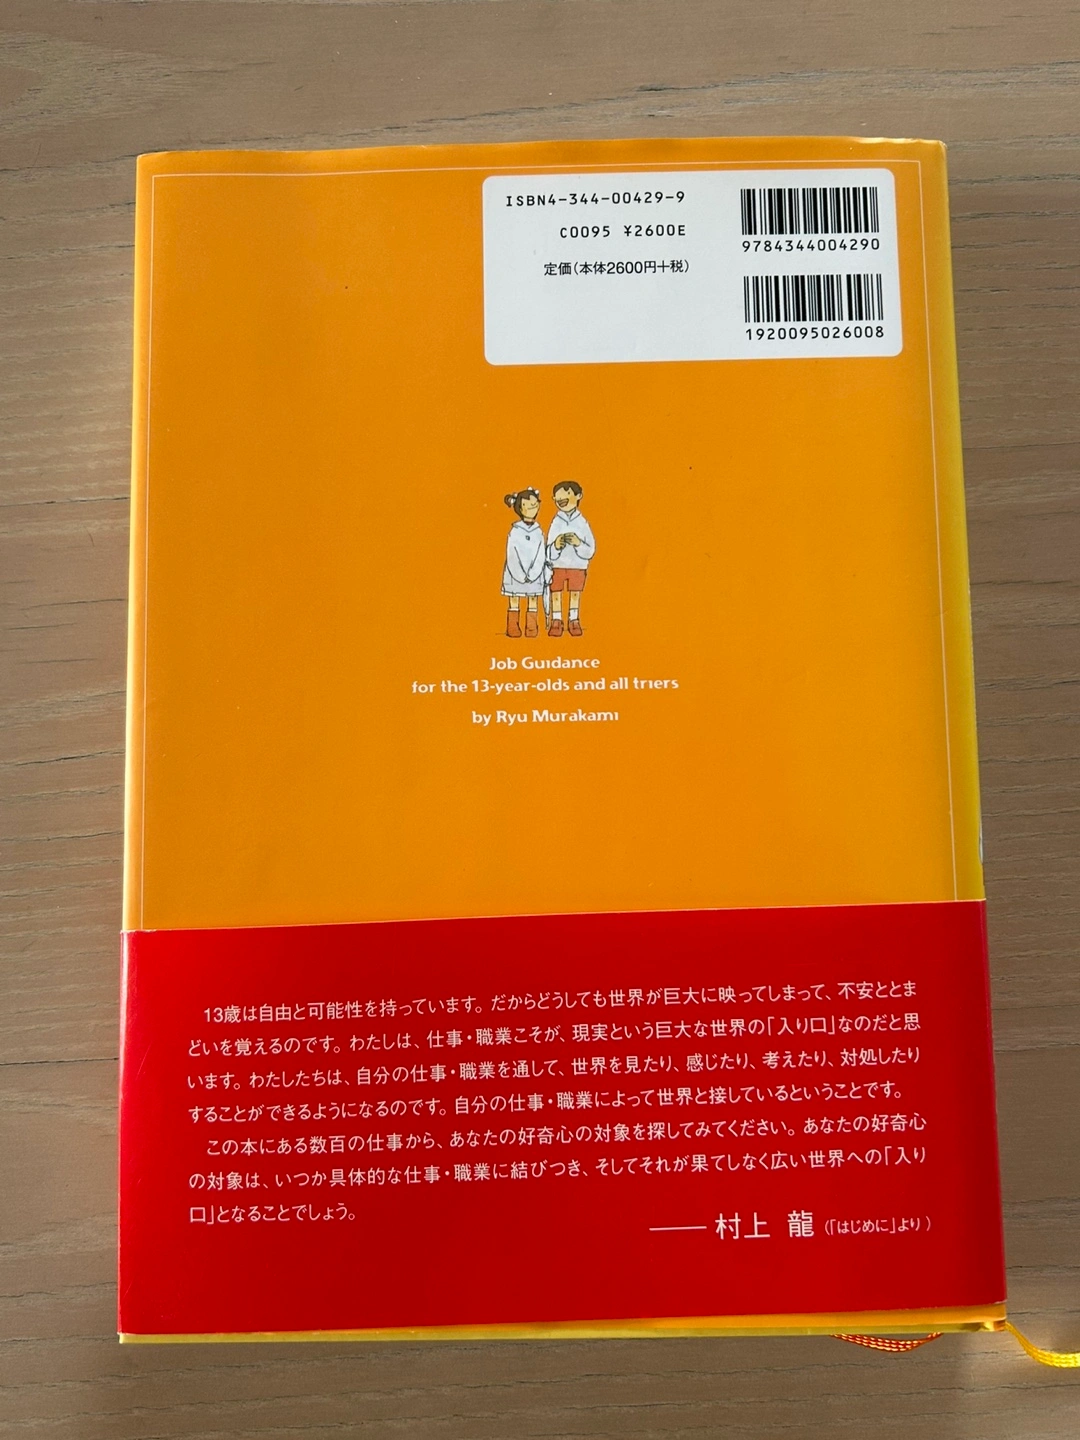 ISBN4-344-00429-9
C0095 ¥2600E
定価(本体2600円+税)
9784344004290
1920095026008
Job Guidance
for the 13-year-olds and all triers
by Ryu Murakami
13歳は自由と可能性を持っています。だからどうしても世界が巨大に映ってしまって、不安ととま
どいを覚えるのです。わたしは、仕事・職業こそが、現実という巨大な世界の「入り口」なのだと思
います。わたしたちは、自分の仕事・職業を通して、世界を見たり、感じたり、考えたり、対処したり
することができるようになるのです。自分の仕事・職業によって世界と接しているということです。
この本にある数百の仕事から、あなたの好奇心の対象を探してみてください。あなたの好奇心
の対象は、いつか具体的な仕事・職業に結びつき、そしてそれが果てしなく広い世界への「入り
口」となることでしょう。
―― 村上 龍(「はじめに」より)